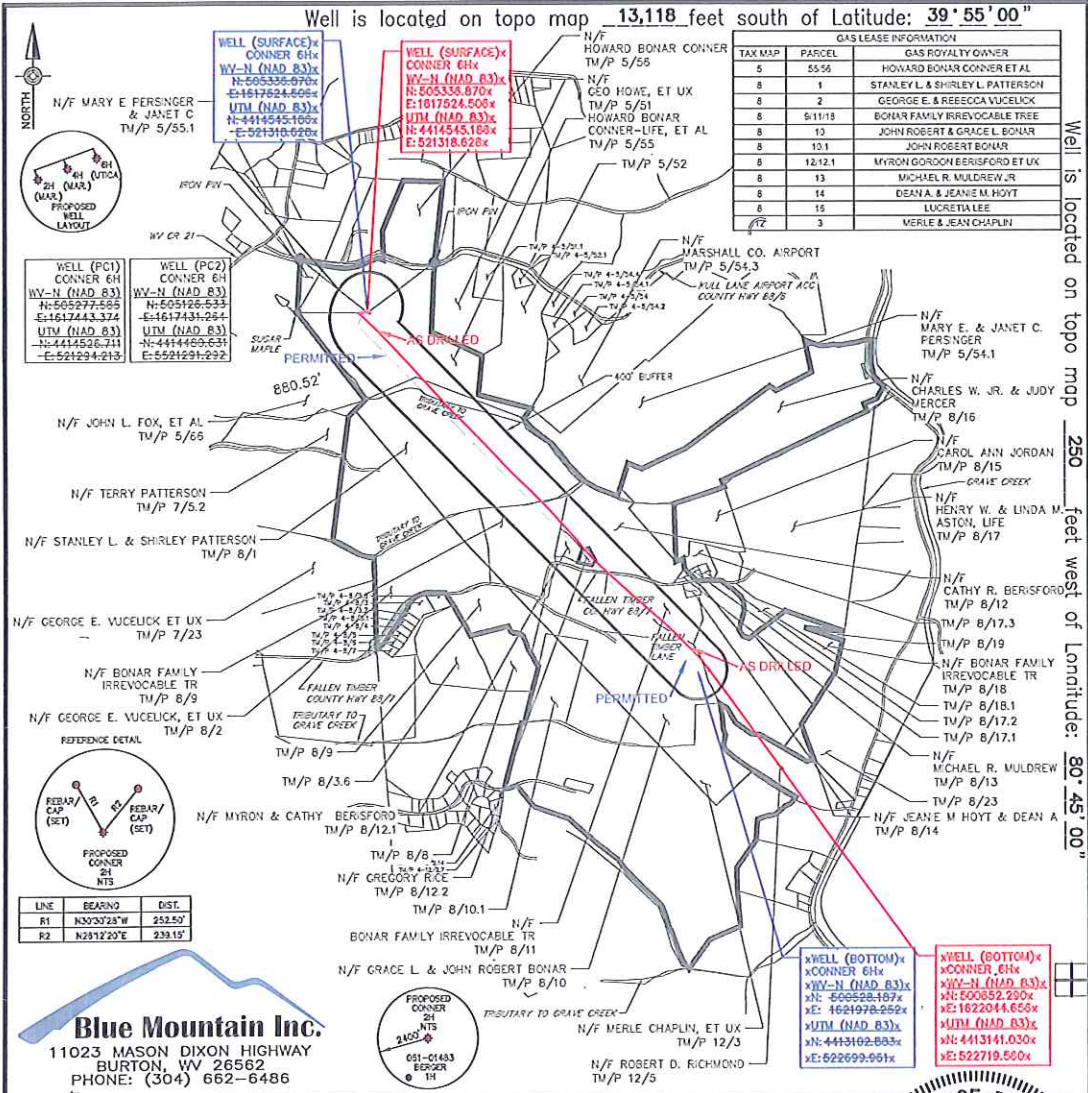 Well is located on topo map 13,118 feet south of Latitude: 39°55'00"
Well is located on topo map 250 feet west of Longitude: 80°45'00"
NORTH
N/F MARY E PERSINGER
& JANET C
TM/P 5/55.1
6H
(UTICA
4H
(MAR.)
2H
(MAR.)
PROPOSED
WELL
LAYOUT
IRON PIN
WV CR 21
WELL (SURFACE)x
CONNER 6Hx
WV-N (NAD 83)x
N:505336.870x
E:1617524.506x
UTM (NAD 83)x
N:4414545.186x
E:521318.628x
WELL (SURFACE)x
CONNER 6Hx
WV-N (NAD 83)x
N:505336.870x
E:1617524.506x
UTM (NAD 83)x
N:4414545.186x
E:521318.628x
N/F
HOWARD BONAR CONNER
TM/P 5/56
N/F
GEO HOWE, ET UX
TM/P 5/51
HOWARD BONAR
CONNER-LIFE, ET AL
TM/P 5/55
TM/P 5/52
GAS LEASE INFORMATION
TAX MAP PARCEL GAS ROYALTY OWNER
5 55/56 HOWARD BONAR CONNER ET AL
8 1 STANLEY L. & SHIRLEY L. PATTERSON
8 2 GEORGE E. & REBECCA VUCELICK
8 9/11/18 BONAR FAMILY IRREVOCABLE TREE
8 10 JOHN ROBERT & GRACE L. BONAR
8 10.1 JOHN ROBERT BONAR
8 12/12.1 MYRON GORDON BERISFORD ET UX
8 13 MICHAEL R. MULDREW JR
8 14 DEAN A. & JEANIE M. HOYT
8 15 LUCRETIA LEE
12 3 MERLE & JEAN CHAPLIN
WELL (PC1)
CONNER 6H
WV-N (NAD 83)
N:505277.585
E:1617443.374
UTM (NAD 83)
N:4414526.711
E:521294.213
WELL (PC2)
CONNER 6H
WV-N (NAD 83)
N:505126.533
E:1617431.264
UTM (NAD 83)
N:4414480.631
E:5521291.292
IRON PIN
N/F
MARSHALL CO. AIRPORT
TM/P 5/54.3
COUNTY HWY 88/6
SUGAR
MAPLE
AS DRILLED
PERMITTED
880.52'
400' BUFFER
TRIBUTARY TO
GRAVE CREEK
N/F
MARY E. & JANET C.
PERSINGER
TM/P 5/54.1
N/F
CHARLES W. JR. & JUDY
MERCER
TM/P 8/16
N/F
CAROL ANN JORDAN
TM/P 8/15
GRAVE CREEK
N/F
HENRY W. & LINDA M.
ASTON, LIFE
TM/P 8/17
N/F JOHN L. FOX, ET AL
TM/P 5/66
N/F TERRY PATTERSON
TM/P 7/5.2
N/F STANLEY L. & SHIRLEY PATTERSON
TM/P 8/1
TRIBUTARY TO
GRAVE CREEK
N/F GEORGE E. VUCELICK ET UX
TM/P 7/23
N/F BONAR FAMILY
IRREVOCABLE TR
TM/P 8/9
N/F GEORGE E. VUCELICK, ET UX
TM/P 8/2
FALLEN TIMBER
CO. HWY 88/7
FALLEN
TIMBER
LANE
AS DRILLED
PERMITTED
N/F
CATHY R. BERISFORD
TM/P 8/12
TM/P 8/17.3
TM/P 8/19
N/F BONAR FAMILY
IRREVOCABLE TR
TM/P 8/18
TM/P 8/18.1
TM/P 8/17.2
TM/P 8/17.1
N/F
MICHAEL R. MULDREW
TM/P 8/13
TM/P 8/23
N/F JEANIE M HOYT & DEAN A
TM/P 8/14
FALLEN TIMBER
COUNTY HWY 88/7
TRIBUTARY TO
GRAVE CREEK
TM/P 8/9
TM/P 8/3.6
N/F MYRON & CATHY BERISFORD
TM/P 8/12.1
TM/P 8/8
N/F GREGORY RICE
TM/P 8/12.2
TM/P 8/10.1
N/F
BONAR FAMILY IRREVOCABLE TR
TM/P 8/11
N/F GRACE L. & JOHN ROBERT BONAR
TM/P 8/10
REFERENCE DETAIL
REBAR/
CAP
(SET)
R1
R2
REBAR/
CAP
(SET)
PROPOSED
CONNER
2H
NTS
LINE BEARING DIST.
R1 N30°30'28"W 252.50'
R2 N28°12'20"E 239.15'
Blue Mountain Inc.
11023 MASON DIXON HIGHWAY
BURTON, WV 26562
PHONE: (304) 662-6486
PROPOSED
CONNER
2H
NTS
2400'
051-01483
BERGER
1H
TRIBUTARY TO GRAVE CREEK
N/F MERLE CHAPLIN, ET UX
TM/P 12/3
N/F ROBERT D. RICHMOND
TM/P 12/5
xWELL (BOTTOM)x
xCONNER 6Hx
xWV-N (NAD 83)x
xN: 500528.187x
xE: 1621978.252x
xUTM (NAD 83)x
xN:4413102.883x
xE:522699.961x
xWELL (BOTTOM)x
xCONNER 6Hx
xWV-N (NAD 83)x
xN:500652.290x
xE:1622044.656x
xUTM (NAD 83)x
xN:4413141.030x
xE:522719.560x